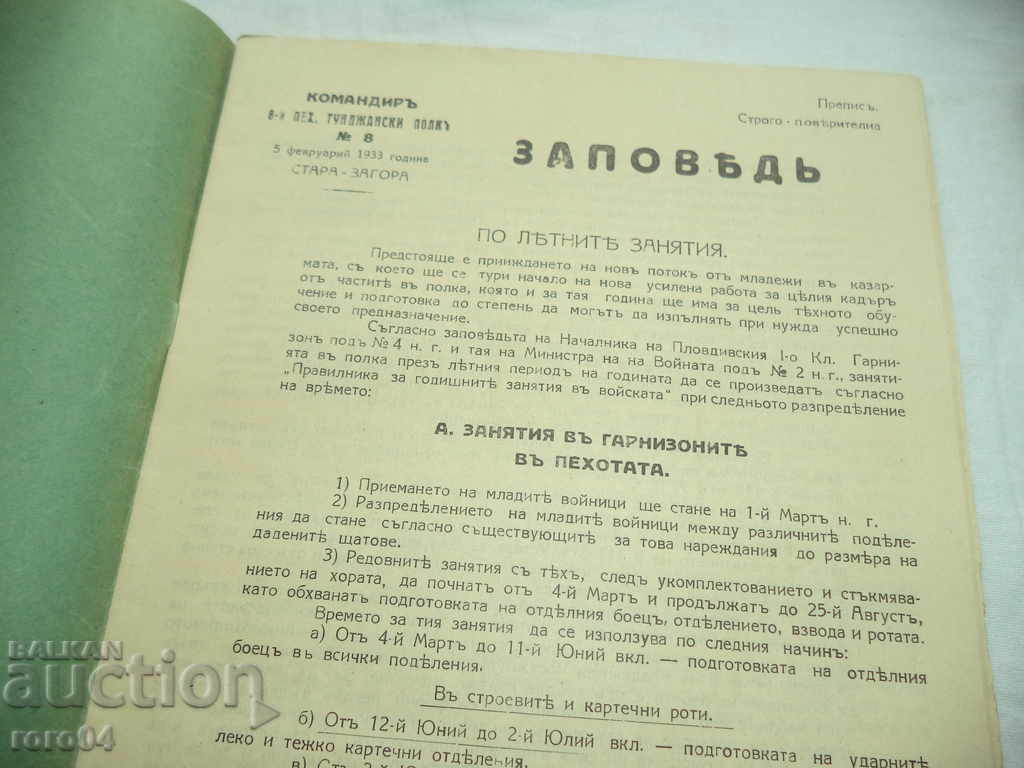 КОМАНДИРЪ
8-й ПЕХ. ТУНДЖАНСКИ ПОЛКЪ
№ 8
5 февруарий 1933 година
СТАРА - ЗАГОРА
Преписъ.
Строго - повѣрителна
ЗАПОВѢДЬ
ПО ЛѢТНИТѢ ЗАНЯТИЯ.
Предстояще е прииждането на новъ потокъ отъ младежи въ казар-
мата, съ което ще се тури начало на нова усилена работа за цѣлия кадъръ
отъ частитѣ въ полка, която и за тая година ще има за цель тѣхното обу-
чение и подготовка до степень да могътъ да изпълнять при нужда успешно
своето предназначение.
Съгласно заповѣдьта на Началника на Пловдивския 1-о Кл. Гарни-
зонъ подъ № 4 н. г. и тая на Министра на на Войната подъ № 2 н. г., заняти-
ята въ полка презъ лѣтния периодъ на годината да се произведатъ съгласно
„Правилника за годишнитѣ занятия въ войската" при следньото разпредѣление
на врѣмето:
А. ЗАНЯТИЯ ВЪ ГАРНИЗОНИТѢ
ВЪ ПЕХОТАТА.
1) Приемането на младитѣ войници ще стане на 1-й Мартъ н. г.
2) Разпредѣлението на младитѣ войници между различнитѣ подѣле-
ния да стане съгласно съществующитѣ за това нареждания до размѣра на
даденитѣ щатове.
3) Редовнитѣ занятия съ тѣхъ, следъ укомплектованието и стъкмява-
нието на хората, да почнатъ отъ 4-й Мартъ и продължатъ до 25-й Августъ,
като обхванатъ подготовката на отдѣлния боецъ, отдѣлението, взвода и ротата.
Времето за тия занятия да се използува по следния начинъ:
а) Отъ 4-й Мартъ до 11-й Юний вкл. — подготовката на отдѣлния
боецъ въ всички подѣления.
Въ строевитѣ и картечни роти.
б) Отъ 12-й Юний до 2-й Юлий вкл. — подготовката на ударнитѣ
леко и тежко картечни отдѣления.
BALKAN
auction
roro04